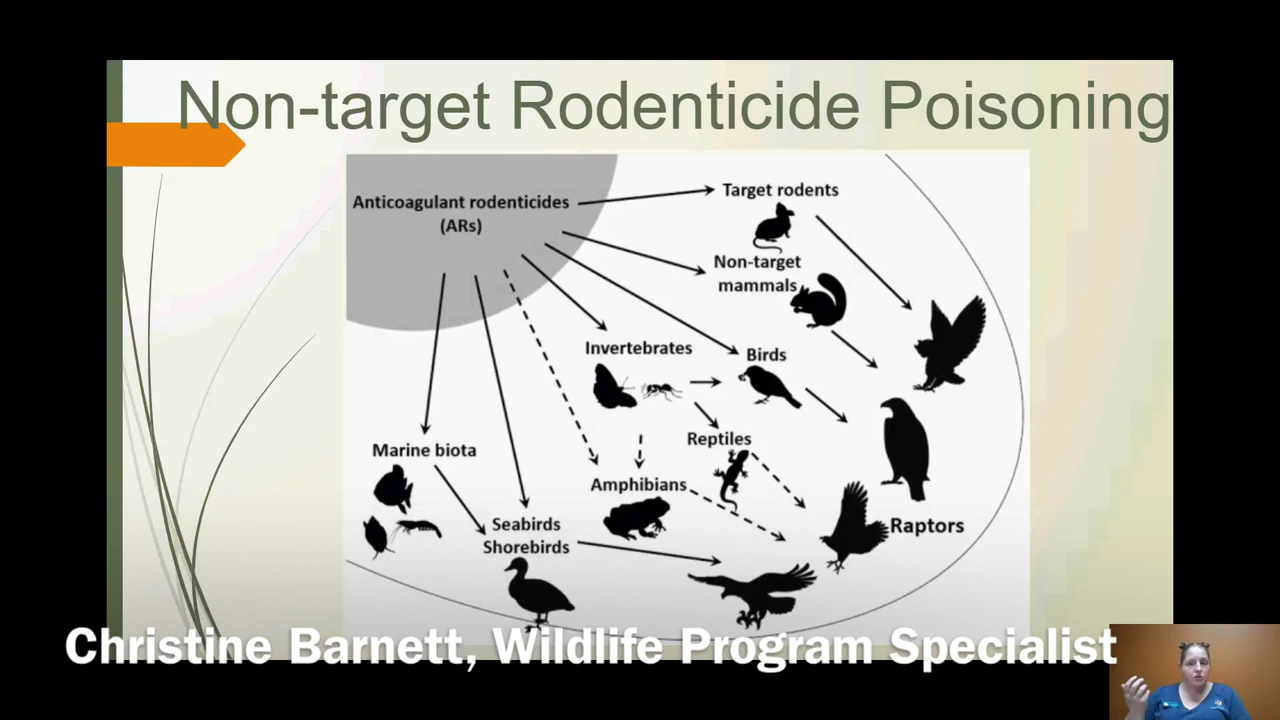 Non-target Rodenticide Poisoning
Anticoagulant rodenticides
(ARs)
Target rodents
Non-target
mammals
Invertebrates
Birds
Reptiles
Marine biota
Amphibians
Seabirds
Shorebirds
Raptors
Christine Barnett, Wildlife Program Specialist